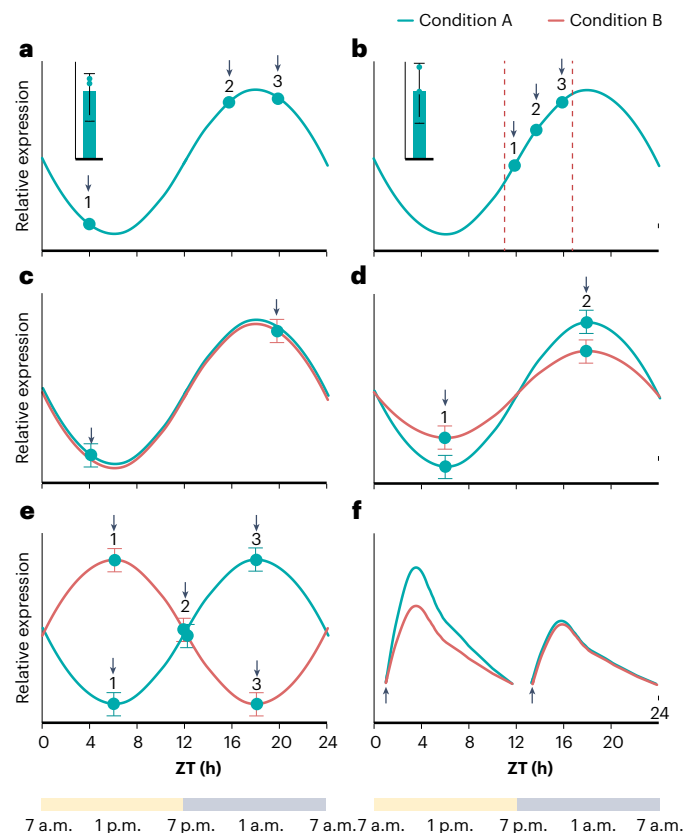 Condition A Condition B
a
b
Relative expression
1
2
3
1
2
3
c
d
Relative expression
1
2
e
f
Relative expression
1
1
2
3
3
0 4 8 12 16 20 24
0 4 8 12 16 20
24
ZT (h)
ZT (h)
7 a.m. 1 p.m. 7 p.m. 1 a.m. 7 a.m.
7 a.m. 1 p.m. 7 p.m. 1 a.m. 7 a.m.